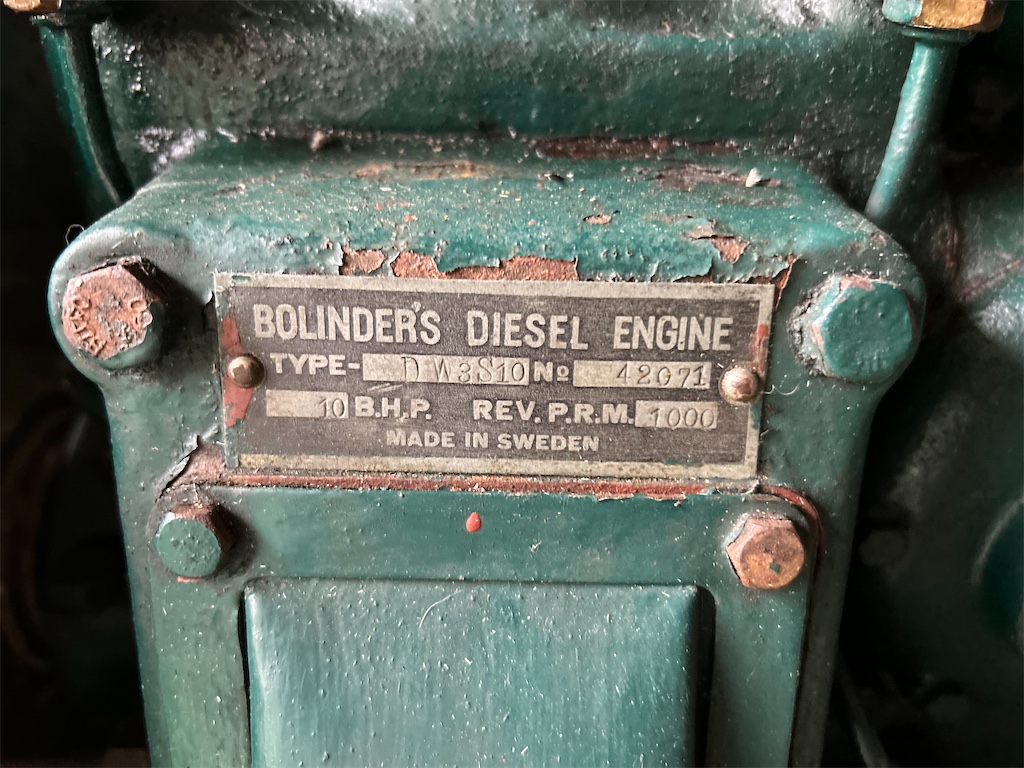 BOLINDER'S DIESEL ENGINE
TYPE- DW3S10 No 42071
10 B.H.P. REV. P.R.M. 1000
MADE IN SWEDEN